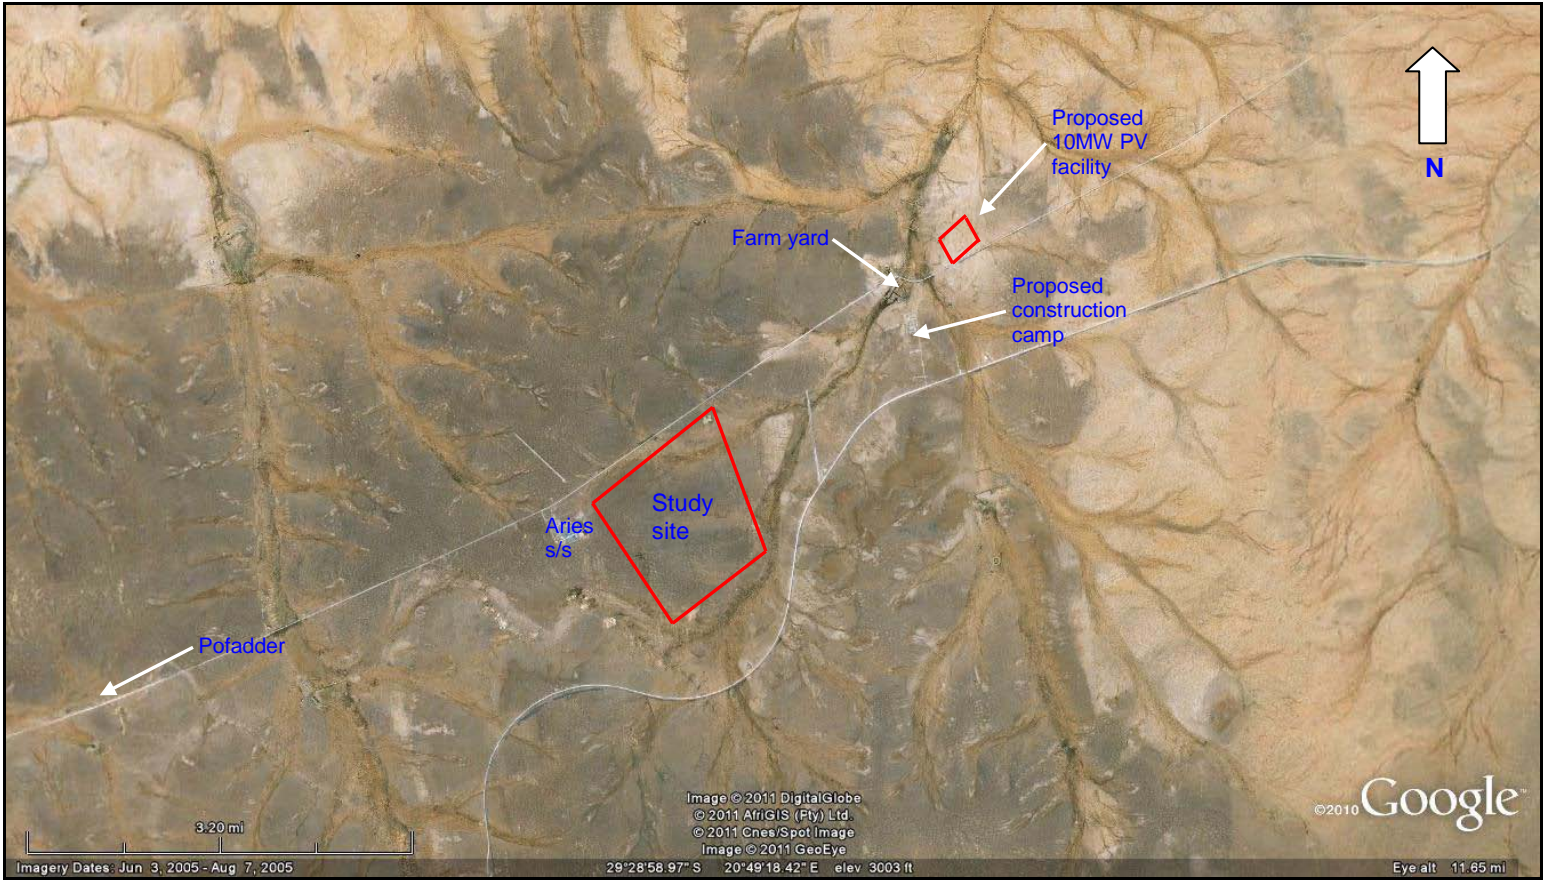 Proposed
10MW PV
facility
N
Farm yard
Proposed
construction
camp
Study
site
Aries
s/s
Pofadder
3.20 mi
Image © 2011 DigitalGlobe
© 2011 AfriGIS (Pty) Ltd.
© 2011 Cnes/Spot Image
Image © 2011 GeoEye
©2010 Google™
Imagery Dates: Jun 3, 2005 - Aug 7, 2005
29°28'58.97" S 20°49'18.42" E elev 3003 ft
Eye alt 11.65 mi